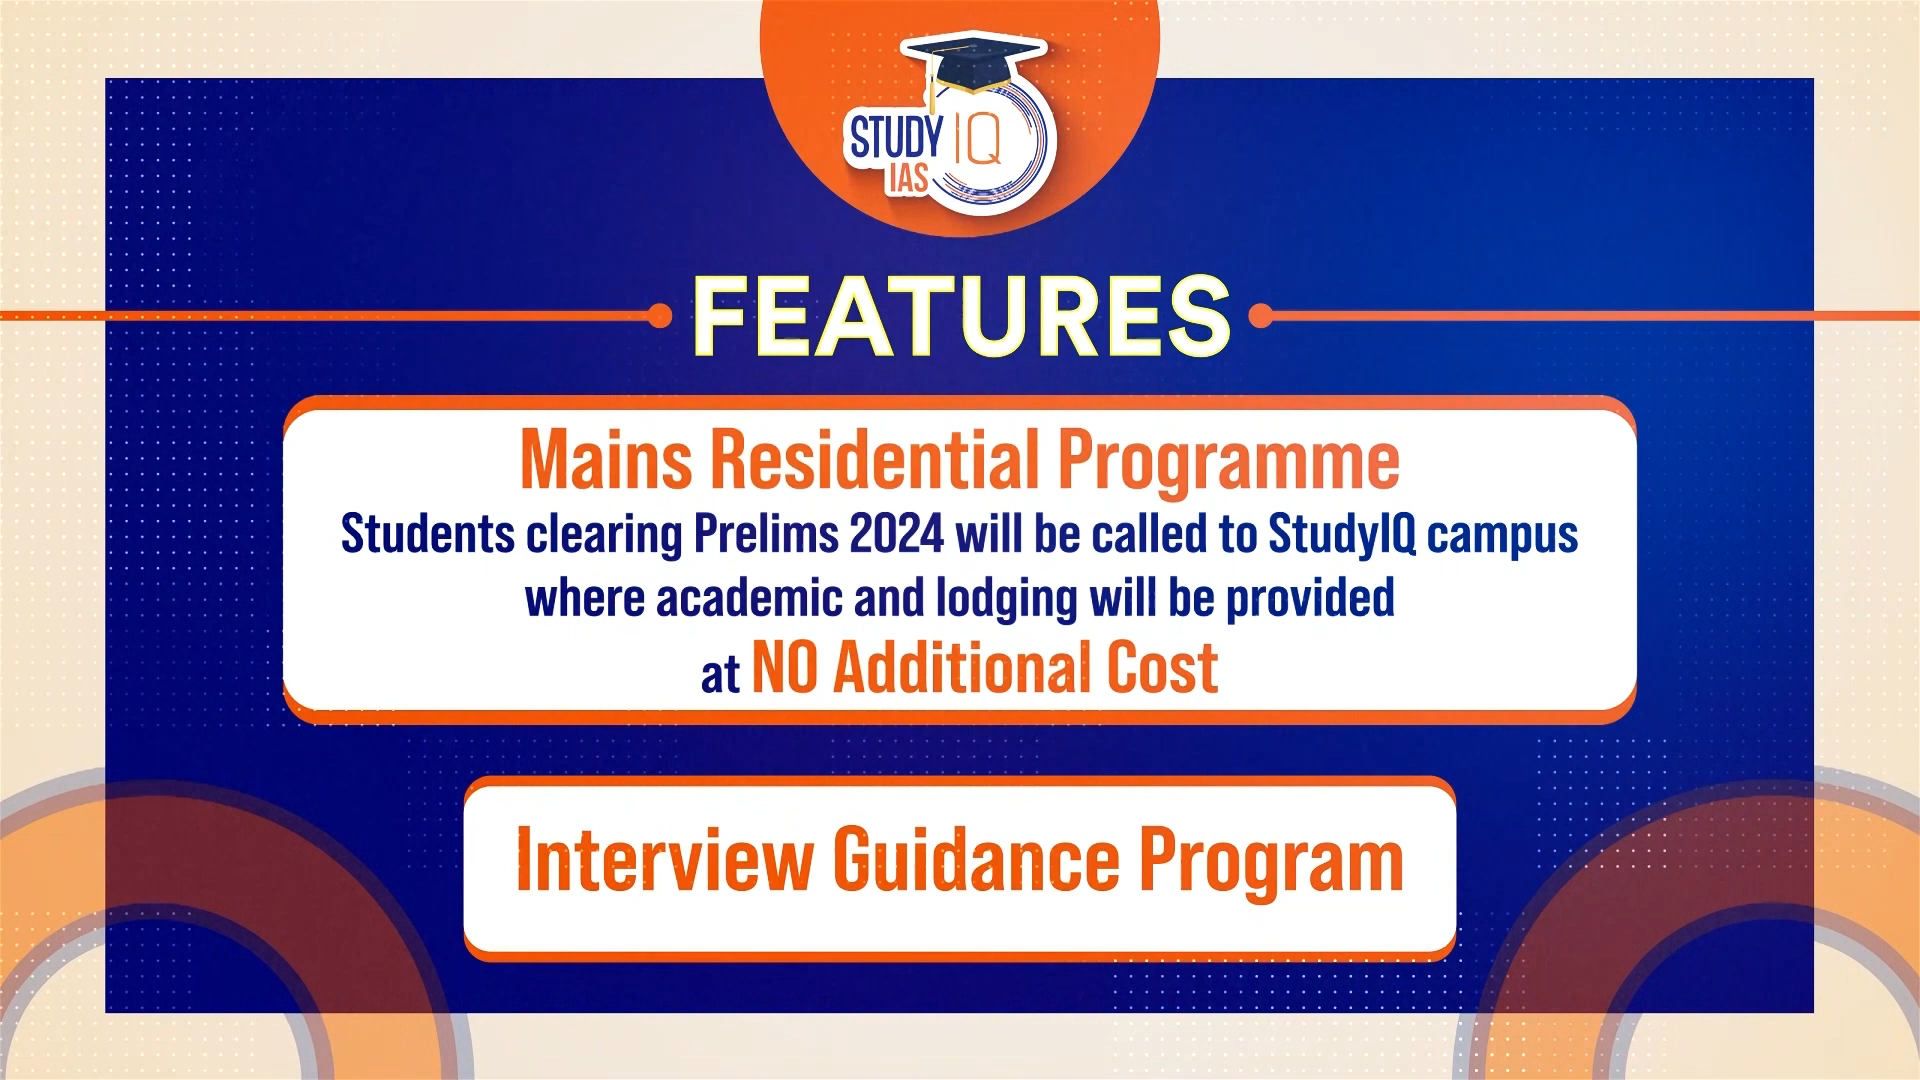 STUDY IQ
IAS
FEATURES
Mains Residential Programme
Students clearing Prelims 2024 will be called to StudyIQ campus
where academic and lodging will be provided
at NO Additional Cost
Interview Guidance Program